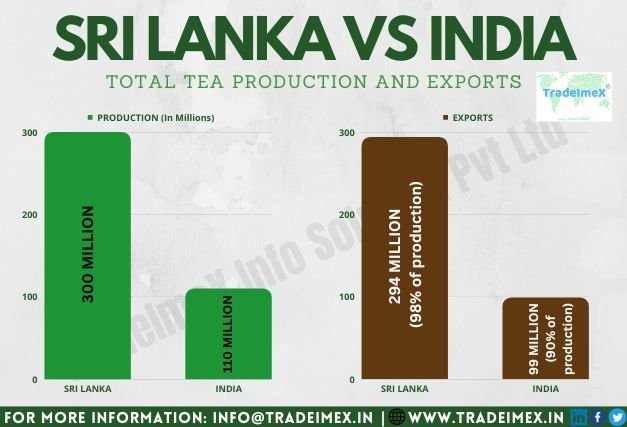 SRI LANKA VS INDIA
TOTAL TEA PRODUCTION AND EXPORTS
TradeImeX®
PRODUCTION (In Millions)
300
200
100
0
300 MILLION
110 MILLION
SRI LANKA
INDIA
EXPORTS
300
200
100
0
294 MILLION
(98% of production)
99 MILLION
(90% of
production)
SRI LANKA
INDIA
Pvt Ltd
FOR MORE INFORMATION: INFO@TRADEIMEX.IN | WWW.TRADEIMEX.IN